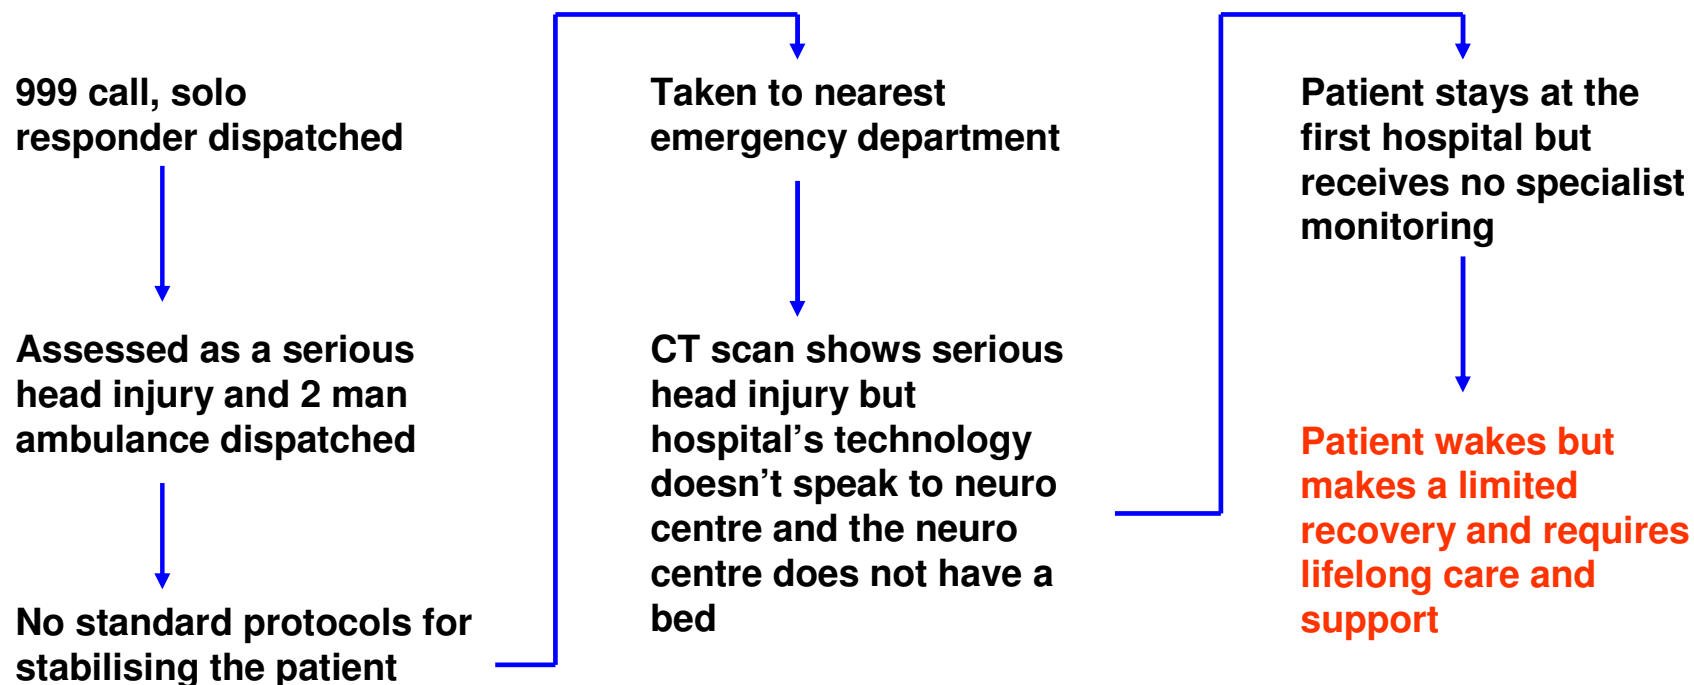 999 call, solo
responder dispatched
Assessed as a serious
head injury and 2 man
ambulance dispatched
No standard protocols for
stabilising the patient
Taken to nearest
emergency department
CT scan shows serious
head injury but
hospital’s technology
doesn’t speak to neuro
centre and the neuro
centre does not have a
bed
Patient stays at the
first hospital but
receives no specialist
monitoring
Patient wakes but
makes a limited
recovery and requires
lifelong care and
support